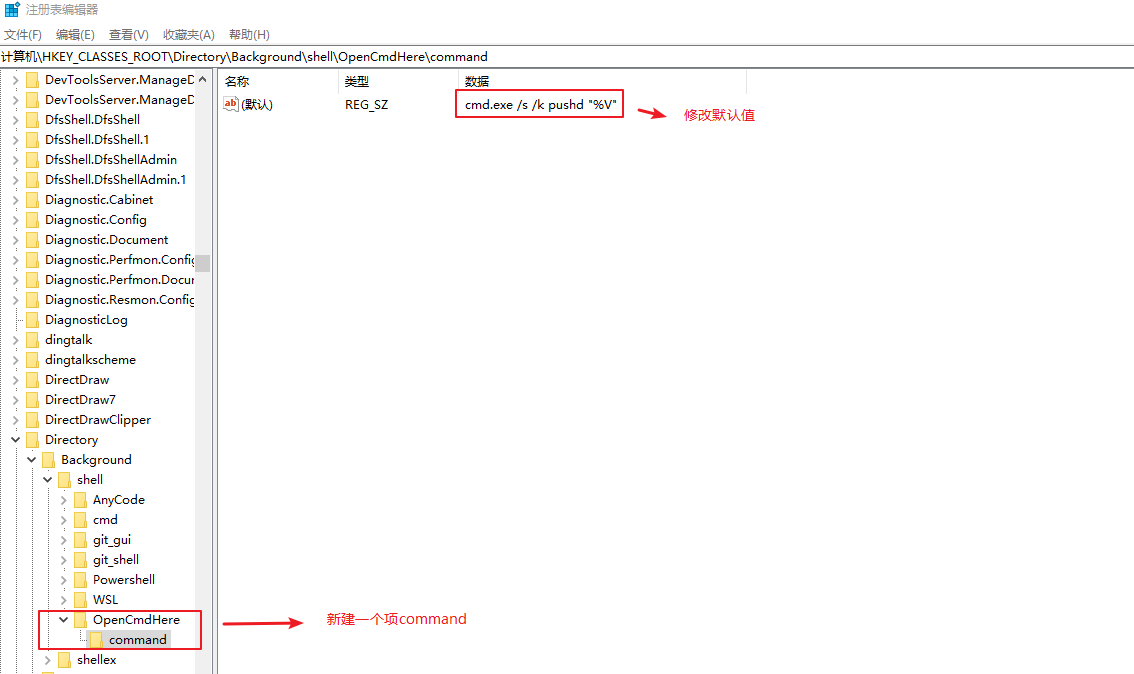 注册表编辑器
文件(F) 编辑(E) 查看(V) 收藏夹(A) 帮助(H)
计算机\HKEY_CLASSES_ROOT\Directory\Background\shell\OpenCmdHere\command
DevToolsServer.ManageD
DevToolsServer.ManageD
DfsShell.DfsShell
DfsShell.DfsShell.1
DfsShell.DfsShellAdmin
DfsShell.DfsShellAdmin.1
Diagnostic.Cabinet
Diagnostic.Config
Diagnostic.Document
Diagnostic.Perfmon.Config
Diagnostic.Perfmon.Docur
Diagnostic.Resmon.Config
DiagnosticLog
dingtalk
dingtalkscheme
DirectDraw
DirectDraw7
DirectDrawClipper
Directory
Background
shell
AnyCode
cmd
git_gui
git_shell
Powershell
WSL
OpenCmdHere
command
shellex
名称 类型 数据
ab (默认) REG_SZ cmd.exe /s /k pushd "%V"
修改默认值
新建一个项command